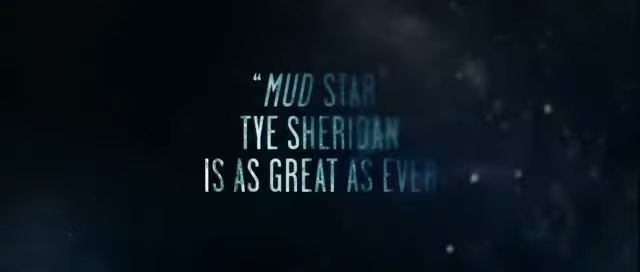 “MUD STAR”
TYE SHERIDAN
IS AS GREAT AS EVER